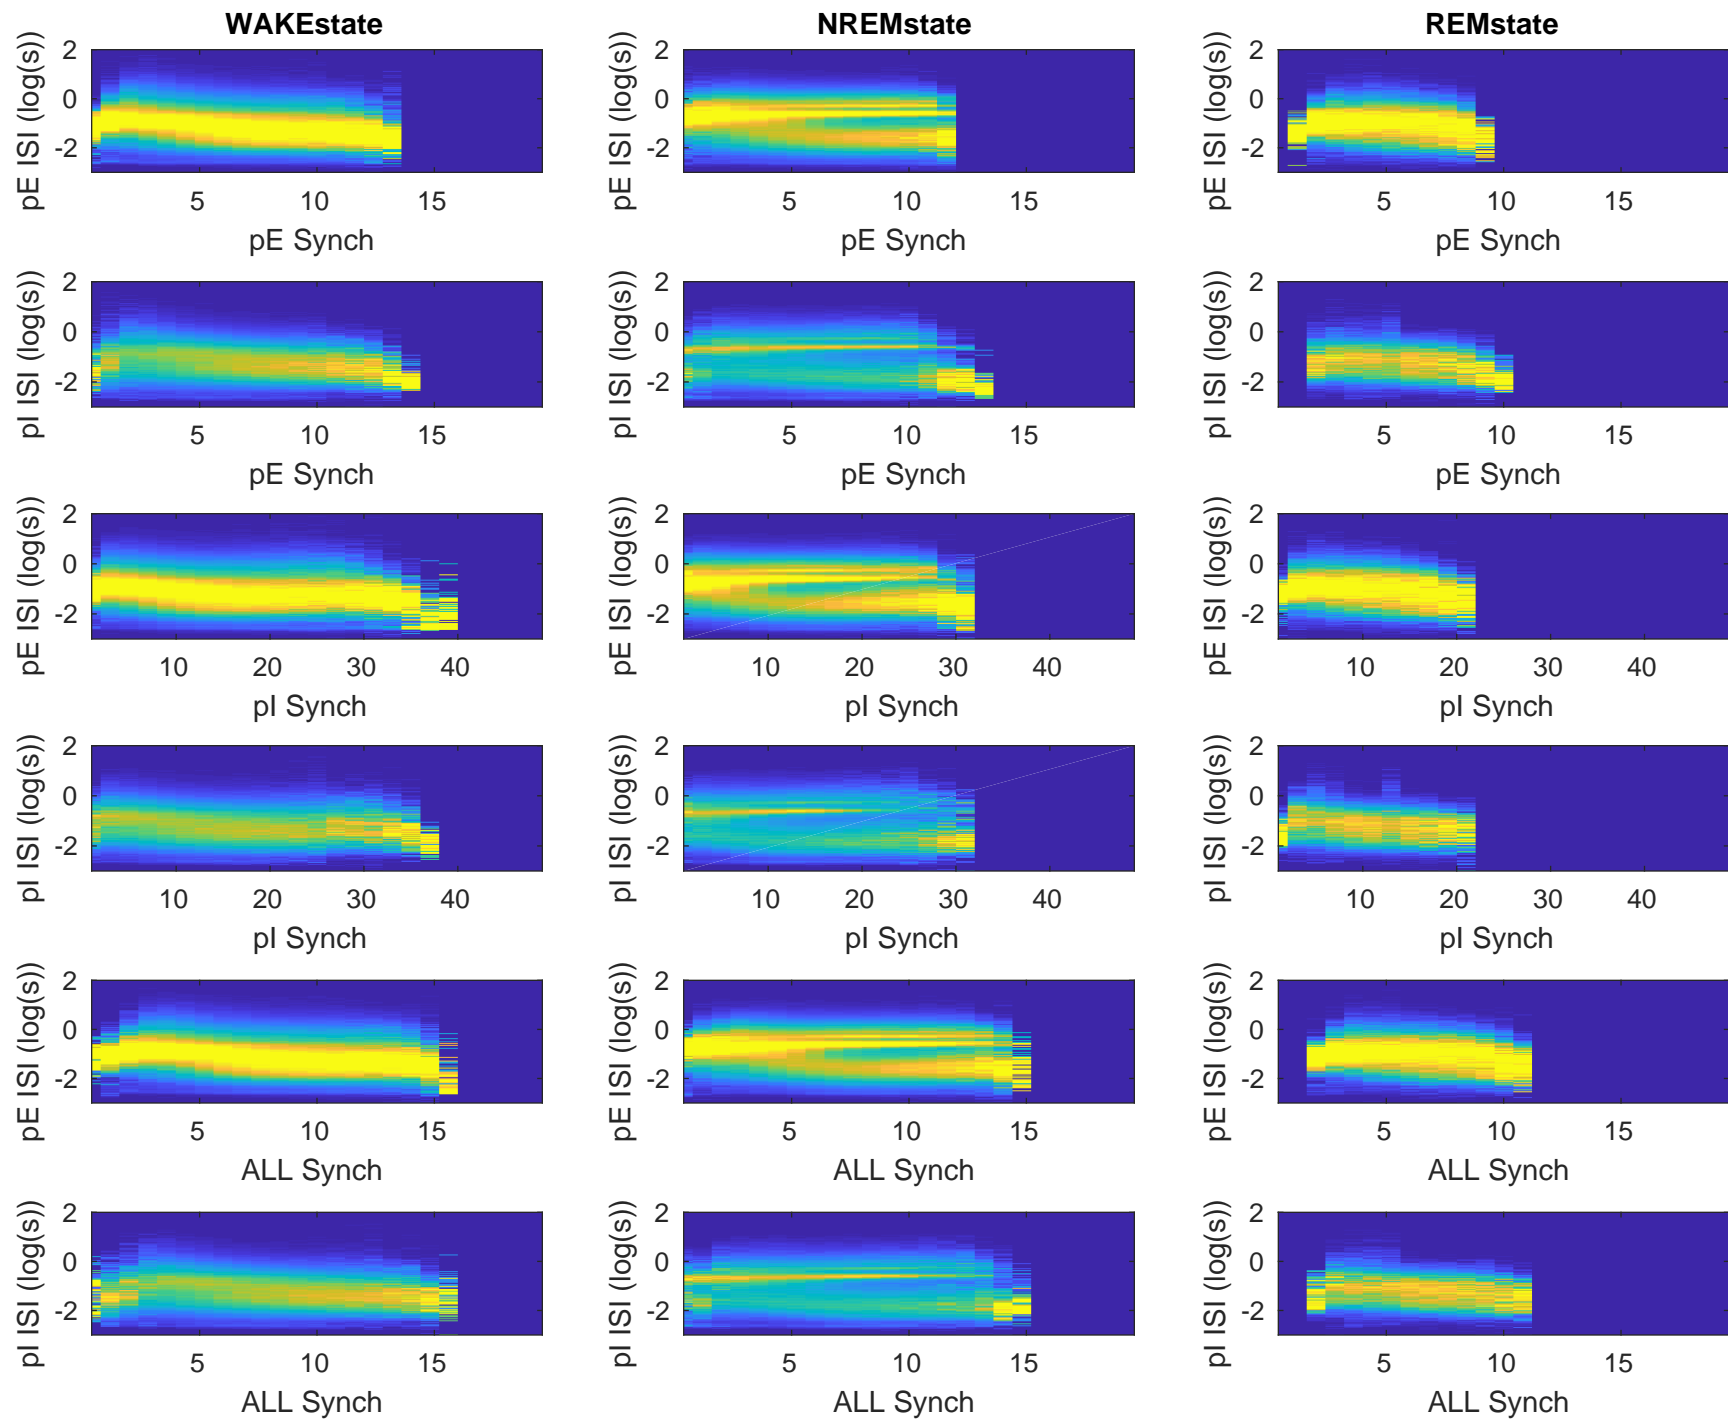 WAKEstate NREMstate REMstate
pE ISI (log(s)) 2 0 -2 pE ISI (log(s)) 2 0 -2 pE ISI (log(s)) 2 0 -2
5 10 15 5 10 15 5 10 15
pE Synch pE Synch pE Synch
pI ISI (log(s)) 2 0 -2 pI ISI (log(s)) 2 0 -2 pI ISI (log(s)) 2 0 -2
5 10 15 5 10 15 5 10 15
pE Synch pE Synch pE Synch
pE ISI (log(s)) 2 0 -2 pE ISI (log(s)) 2 0 -2 pE ISI (log(s)) 2 0 -2
10 20 30 40 10 20 30 40 10 20 30 40
pI Synch pI Synch pI Synch
pI ISI (log(s)) 2 0 -2 pI ISI (log(s)) 2 0 -2 pI ISI (log(s)) 2 0 -2
10 20 30 40 10 20 30 40 10 20 30 40
pI Synch pI Synch pI Synch
pE ISI (log(s)) 2 0 -2 pE ISI (log(s)) 2 0 -2 pE ISI (log(s)) 2 0 -2
5 10 15 5 10 15 5 10 15
ALL Synch ALL Synch ALL Synch
pI ISI (log(s)) 2 0 -2 pI ISI (log(s)) 2 0 -2 pI ISI (log(s)) 2 0 -2
5 10 15 5 10 15 5 10 15
ALL Synch ALL Synch ALL Synch